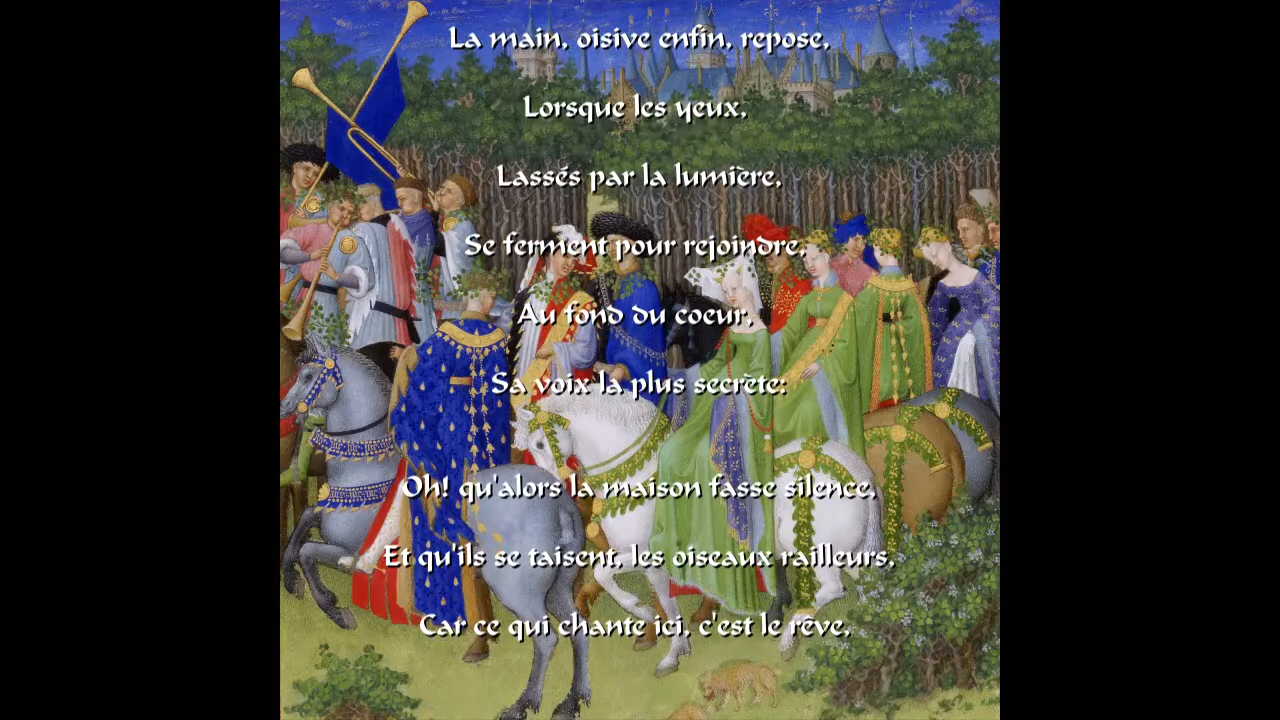 La main, oisive enfin, repose,
Lorsque les yeux,
Lassés par la lumière,
Se ferment pour rejoindre,
Au fond du coeur,
Sa voix la plus secrète;
Oh! qu'alors la maison fasse silence,
Et qu'ils se taisent, les oiseaux railleurs,
Car ce qui chante ici, c'est le rêve,